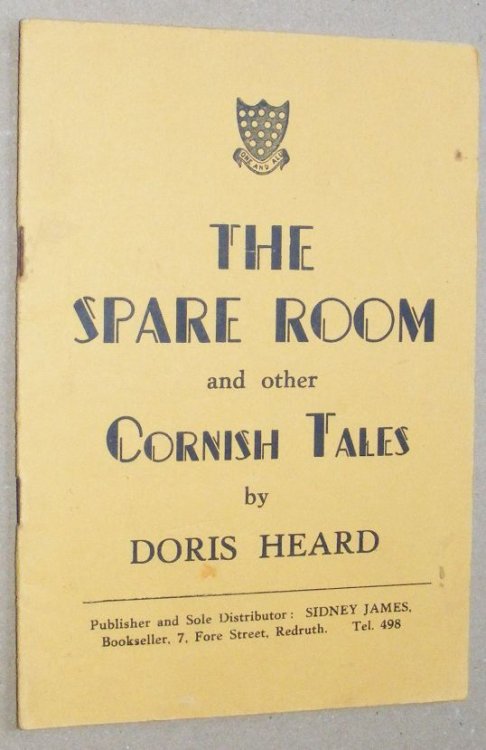 ONE AND ALL
THE
SPARE ROOM
and other
CORNISH TALES
by
DORIS HEARD
Publisher and Sole Distributor: SIDNEY JAMES,
Bookseller, 7, Fore Street, Redruth. Tel. 498